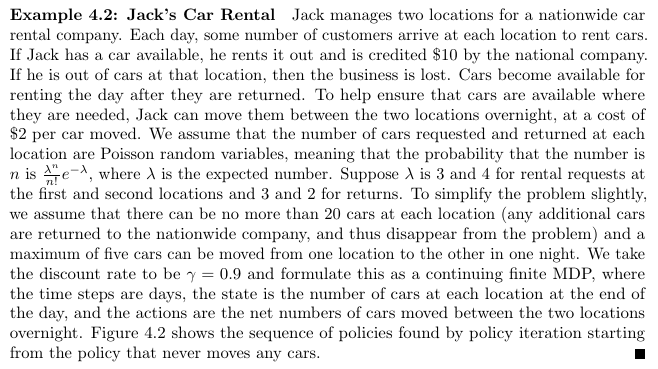 Example 4.2: Jack's Car Rental Jack manages two locations for a nationwide car
rental company. Each day, some number of customers arrive at each location to rent cars.
If Jack has a car available, he rents it out and is credited $10 by the national company.
If he is out of cars at that location, then the business is lost. Cars become available for
renting the day after they are returned. To help ensure that cars are available where
they are needed, Jack can move them between the two locations overnight, at a cost of
$2 per car moved. We assume that the number of cars requested and returned at each
location are Poisson random variables, meaning that the probability that the number is
n is λⁿ/n! e^−λ, where λ is the expected number. Suppose λ is 3 and 4 for rental requests at
the first and second locations and 3 and 2 for returns. To simplify the problem slightly,
we assume that there can be no more than 20 cars at each location (any additional cars
are returned to the nationwide company, and thus disappear from the problem) and a
maximum of five cars can be moved from one location to the other in one night. We take
the discount rate to be γ = 0.9 and formulate this as a continuing finite MDP, where
the time steps are days, the state is the number of cars at each location at the end of
the day, and the actions are the net numbers of cars moved between the two locations
overnight. Figure 4.2 shows the sequence of policies found by policy iteration starting
from the policy that never moves any cars. ■